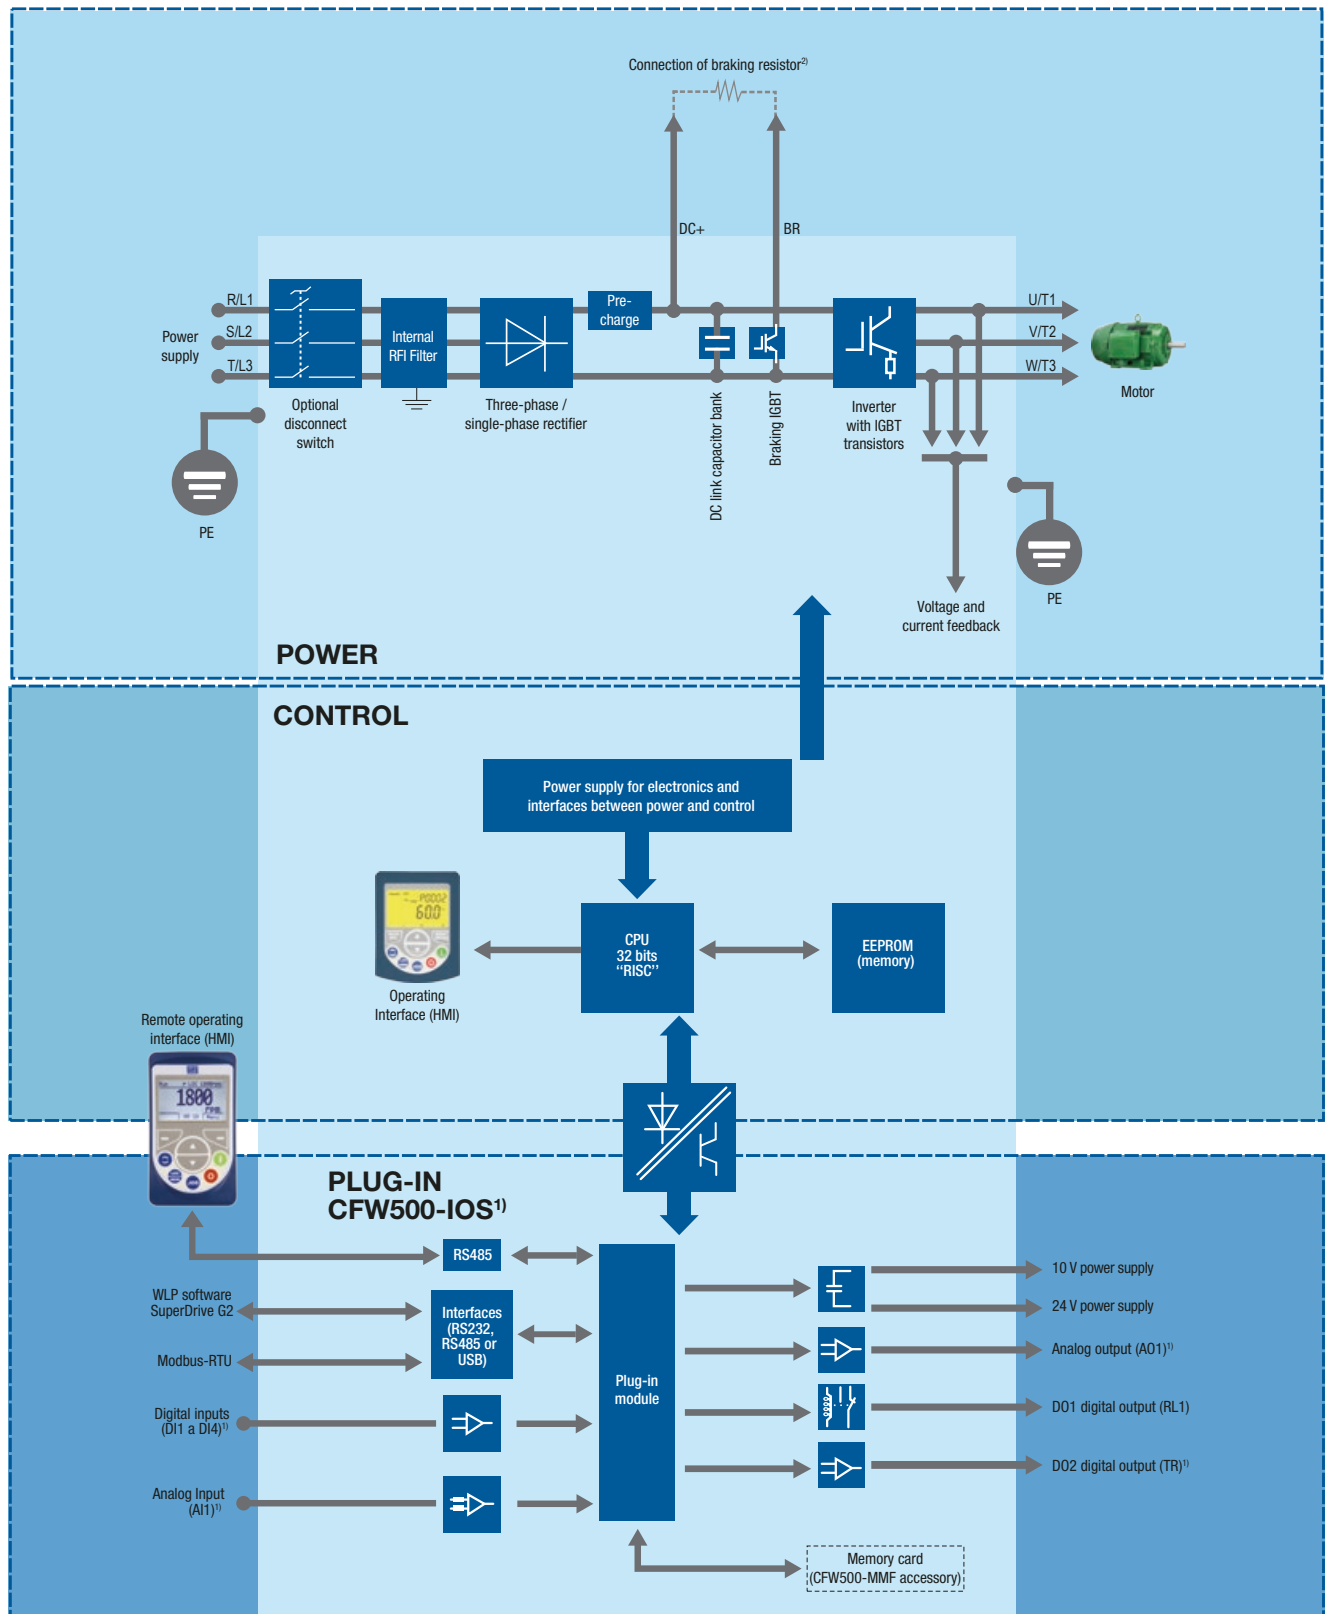 Connection of braking resistor2)
DC+
BR
R/L1
S/L2
T/L3
Power
supply
Internal
RFI Filter
Pre-
charge
U/T1
V/T2
W/T3
Motor
Optional
disconnect
switch
Three-phase /
single-phase rectifier
DC link capacitor bank
Braking IGBT
Inverter
with IGBT
transistors
PE
PE
Voltage and
current feedback
POWER
CONTROL
Power supply for electronics and
interfaces between power and control
P0002
60.0
CPU
32 bits
“RISC”
EEPROM
(memory)
Operating
Interface (HMI)
Remote operating
interface (HMI)
1800
PLUG-IN
CFW500-IOS1)
RS485
WLP software
SuperDrive G2
Modbus-RTU
Interfaces
(RS232,
RS485 or
USB)
Digital inputs
(DI1 a DI4)1)
Analog Input
(AI1)1)
Plug-in
module
10 V power supply
24 V power supply
Analog output (AO1)1)
DO1 digital output (RL1)
DO2 digital output (TR)1)
Memory card
(CFW500-MMF accessory)